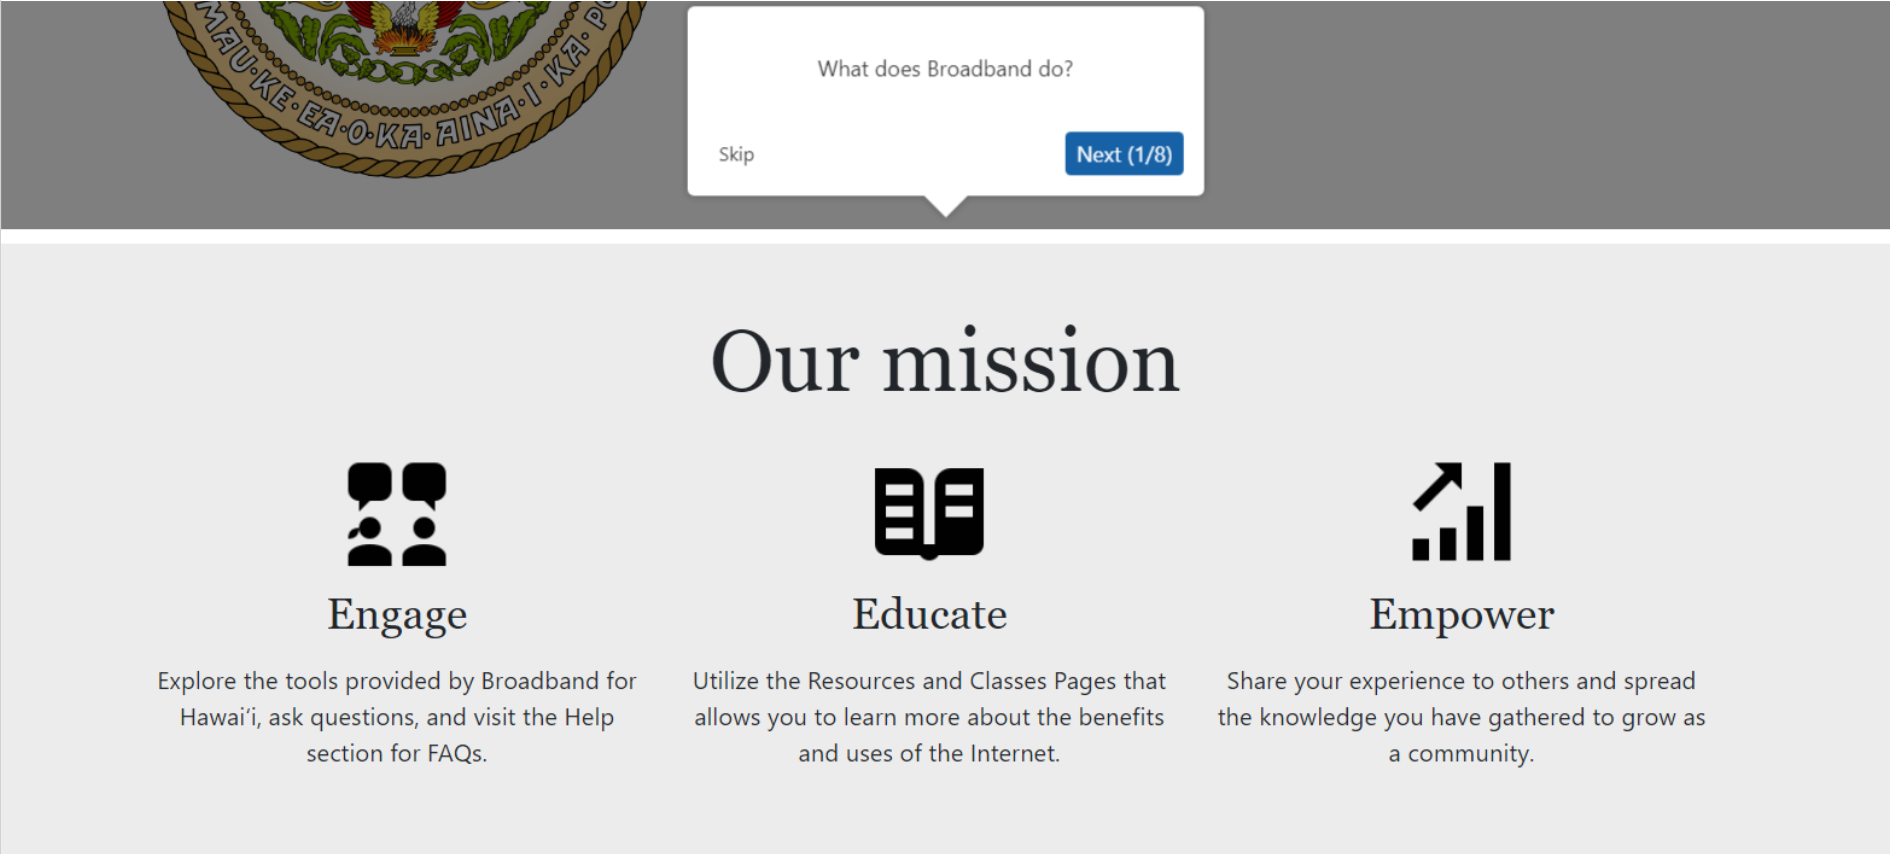 MAU·KE·EA·O·KA·AINA·I·KA·
What does Broadband do?
Skip
Next (1/8)
Our mission
Engage
Explore the tools provided by Broadband for
Hawaiʻi, ask questions, and visit the Help
section for FAQs.
Educate
Utilize the Resources and Classes Pages that
allows you to learn more about the benefits
and uses of the Internet.
Empower
Share your experience to others and spread
the knowledge you have gathered to grow as
a community.